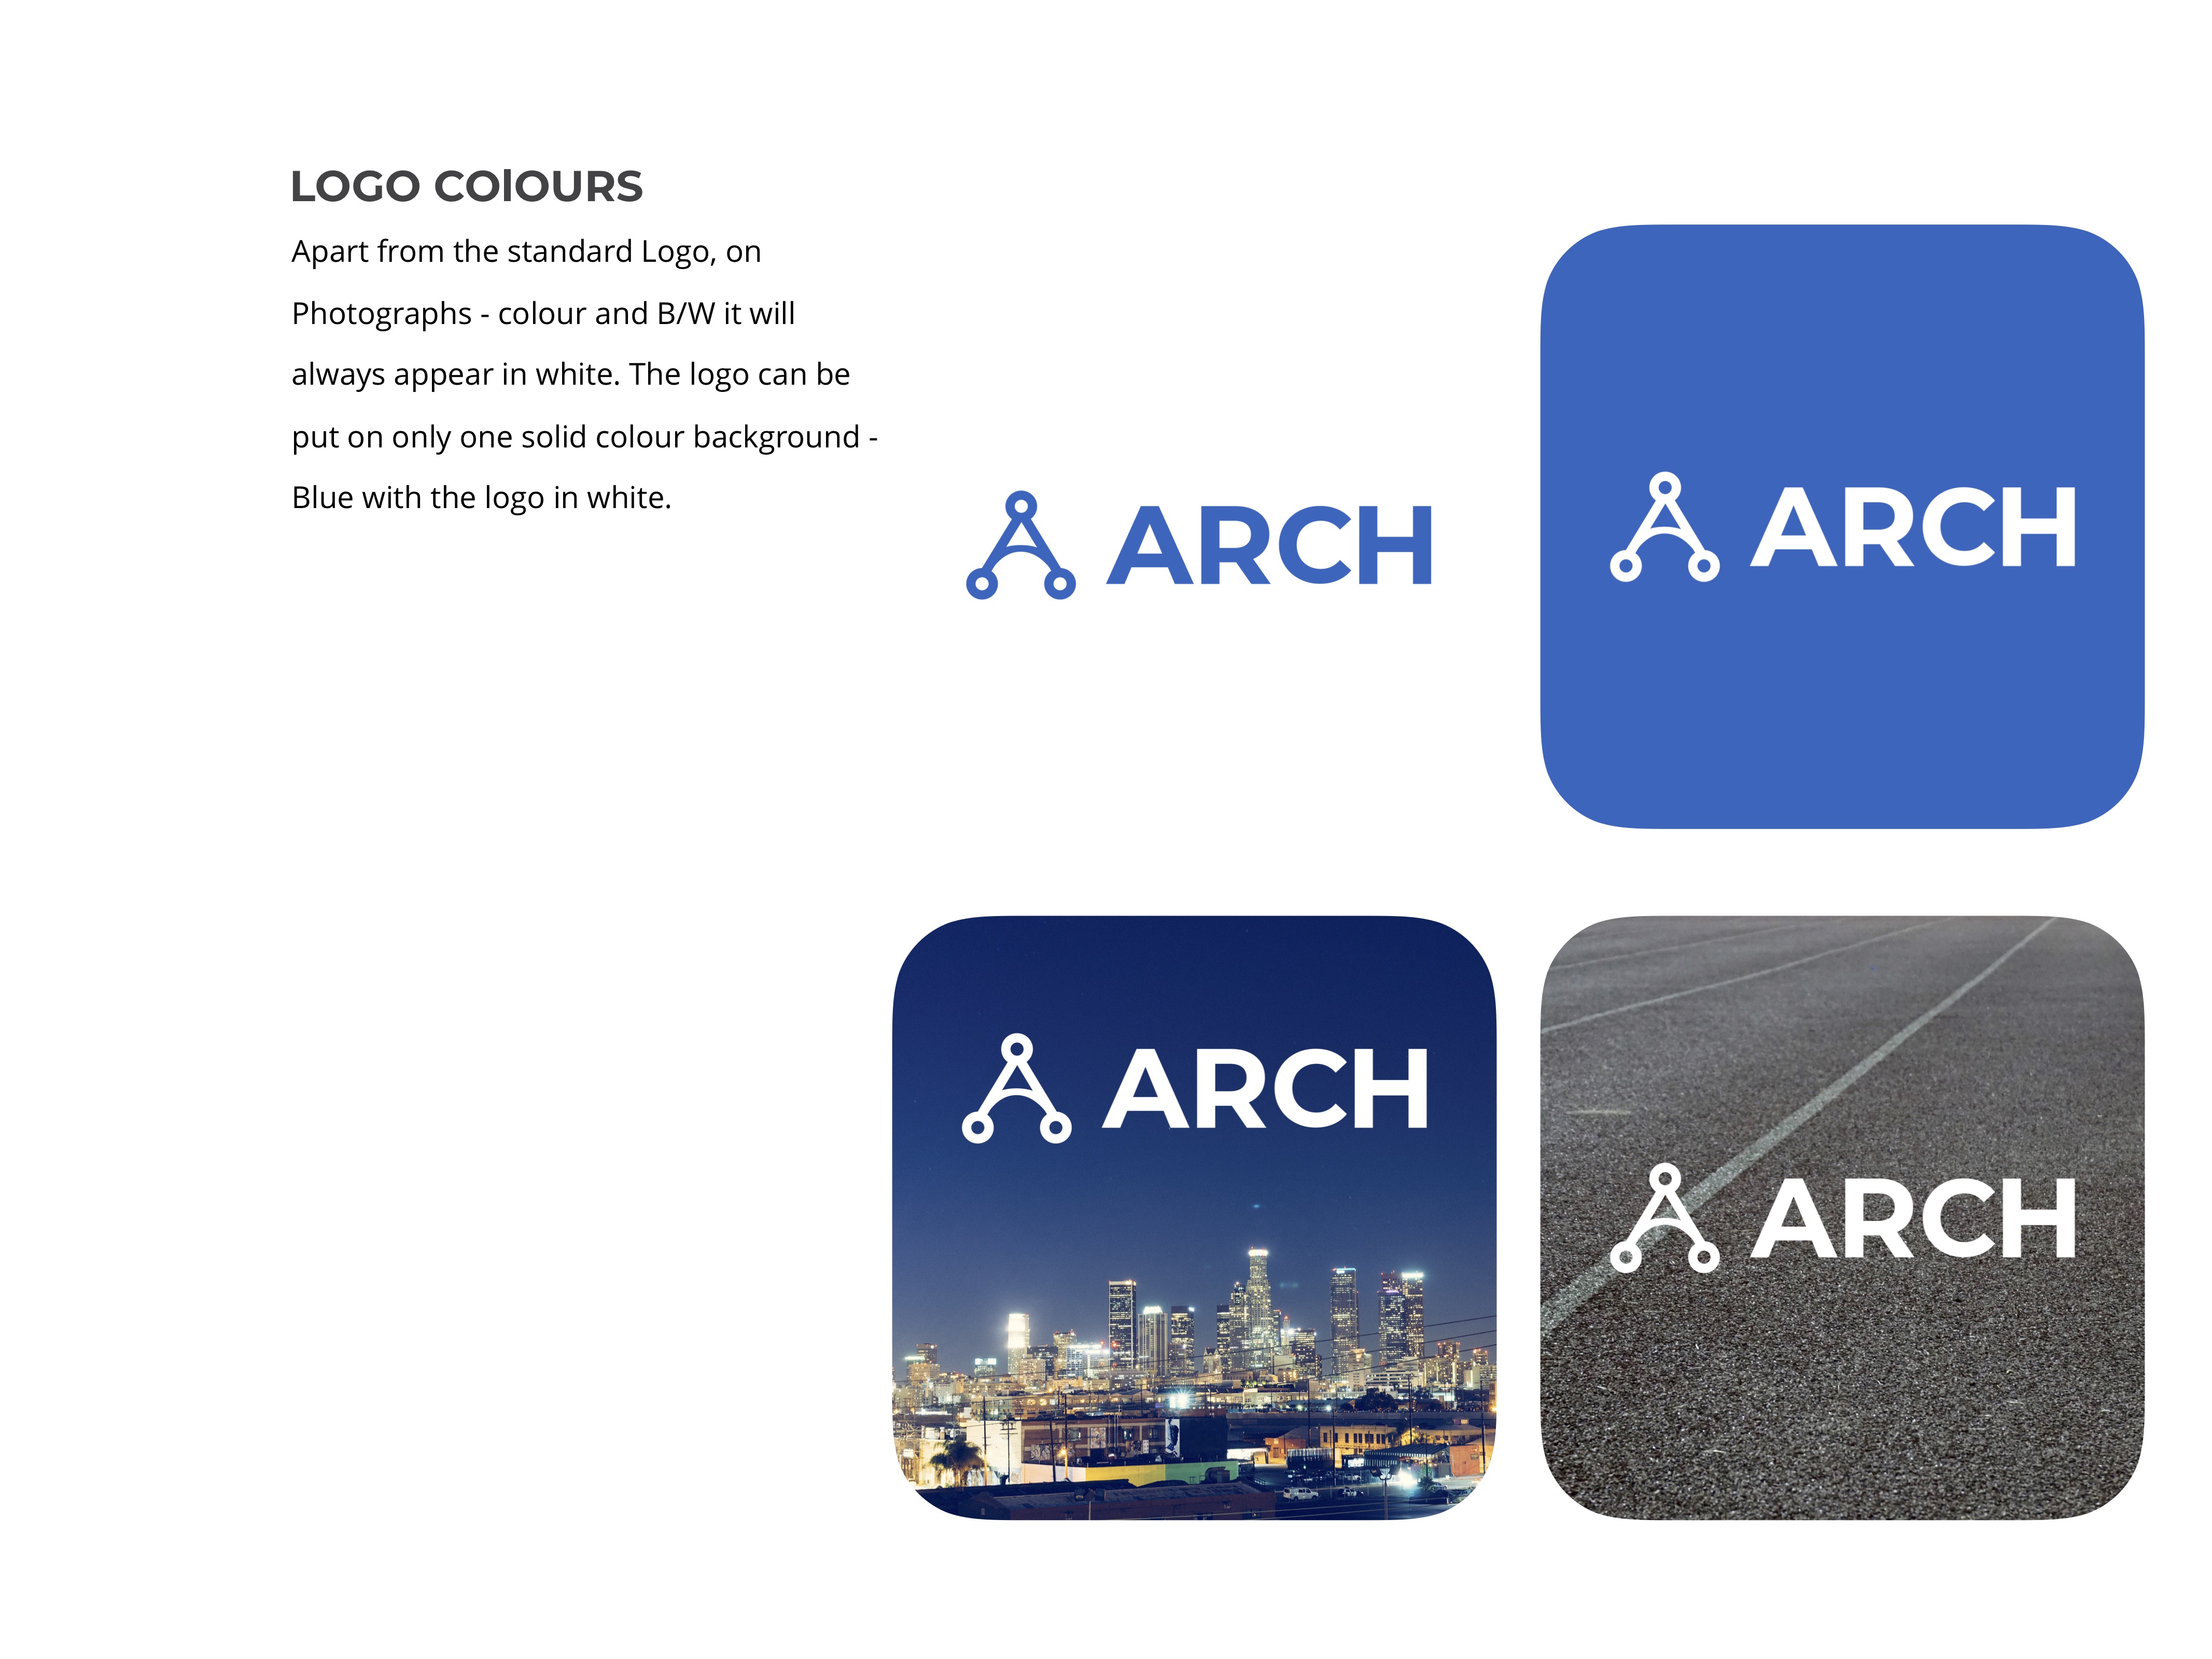 LOGO COlOURS
Apart from the standard Logo, on
Photographs - colour and B/W it will
always appear in white. The logo can be
put on only one solid colour background -
Blue with the logo in white.
ARCH
ARCH
ARCH
ARCH